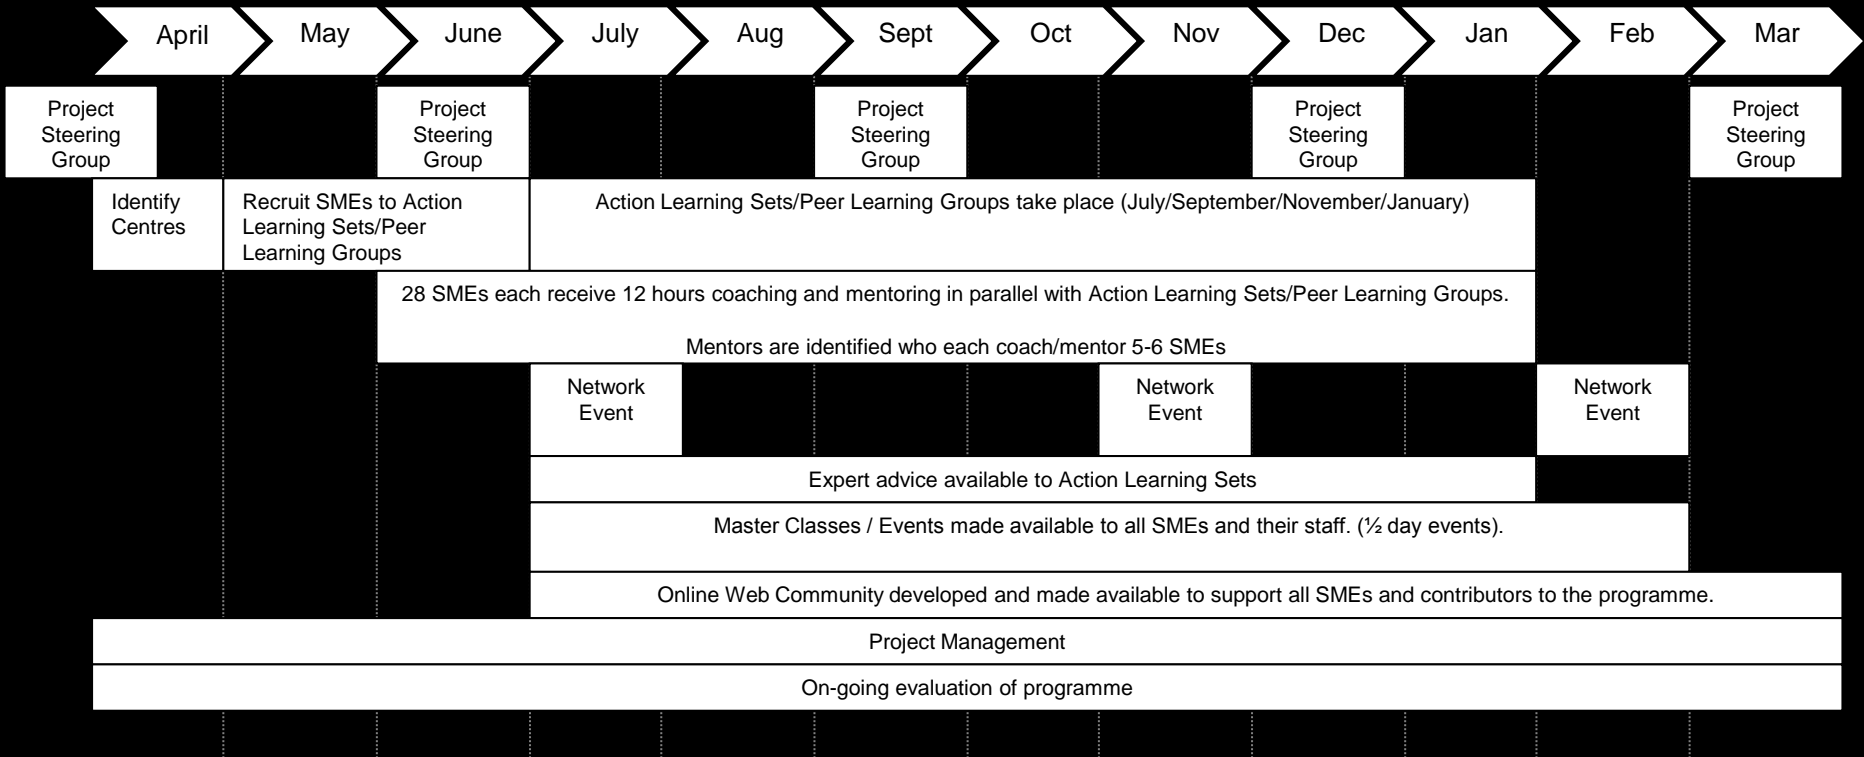 April May June July Aug Sept Oct Nov Dec Jan Feb Mar
Project
Steering
Group
Project
Steering
Group
Project
Steering
Group
Project
Steering
Group
Project
Steering
Group
Identify
Centres
Recruit SMEs to Action
Learning Sets/Peer
Learning Groups
Action Learning Sets/Peer Learning Groups take place (July/September/November/January)
28 SMEs each receive 12 hours coaching and mentoring in parallel with Action Learning Sets/Peer Learning Groups.
Mentors are identified who each coach/mentor 5-6 SMEs
Network
Event
Network
Event
Network
Event
Expert advice available to Action Learning Sets
Master Classes / Events made available to all SMEs and their staff. (½ day events).
Online Web Community developed and made available to support all SMEs and contributors to the programme.
Project Management
On-going evaluation of programme